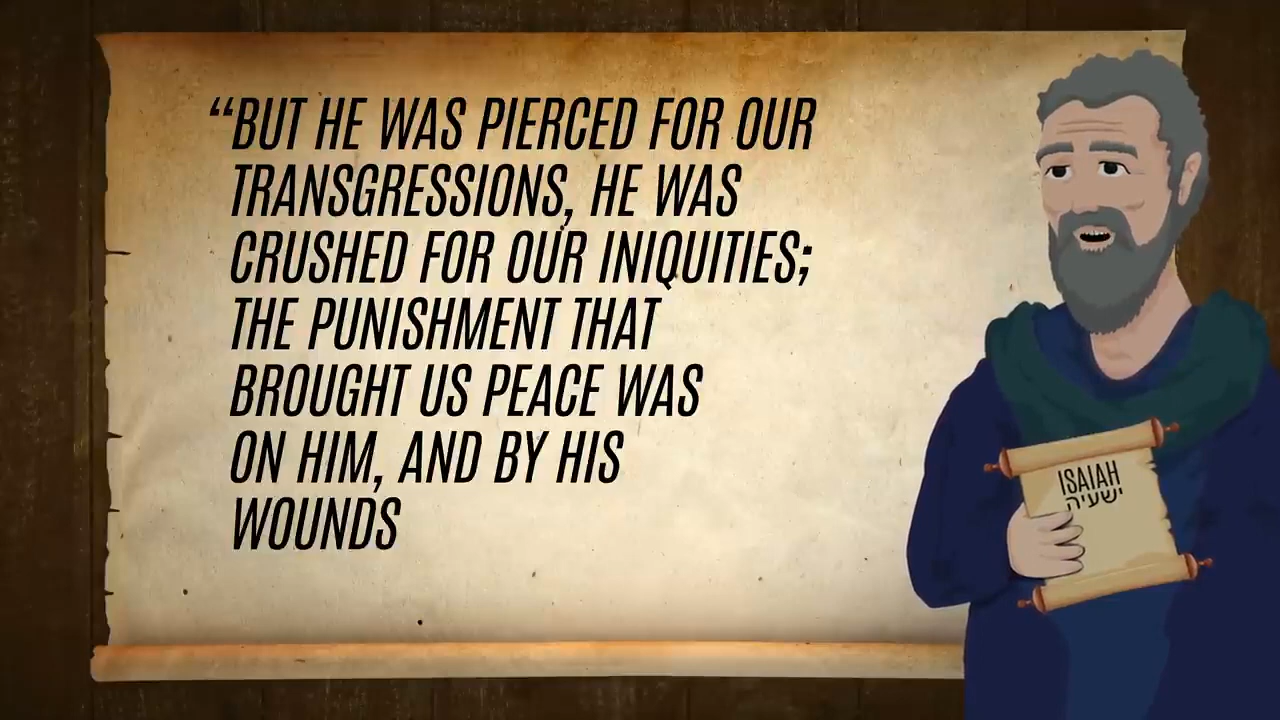 “BUT HE WAS PIERCED FOR OUR
TRANSGRESSIONS, HE WAS
CRUSHED FOR OUR INIQUITIES;
THE PUNISHMENT THAT
BROUGHT US PEACE WAS
ON HIM, AND BY HIS
WOUNDS
ISAIAH
ישעיה